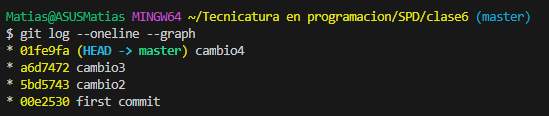 Matias@ASUSMatias MINGW64 ~/Tecnicatura en programacion/SPD/clase6 (master)
$ git log --oneline --graph
* 01fe9fa (HEAD -> master) cambio4
* a6d7472 cambio3
* 5bd5743 cambio2
* 00e2530 first commit